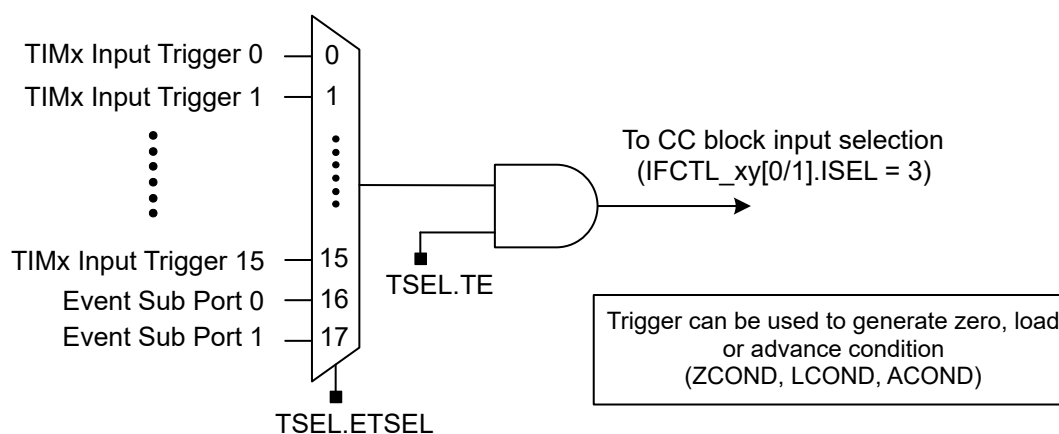 TIMx Input Trigger 0
0
TIMx Input Trigger 1
1
To CC block input selection
(IFCTL_xy[0/1].ISEL = 3)
TIMx Input Trigger 15
15
TSEL.TE
Event Sub Port 0
16
Event Sub Port 1
17
Trigger can be used to generate zero, load
or advance condition
(ZCOND, LCOND, ACOND)
TSEL.ETSEL